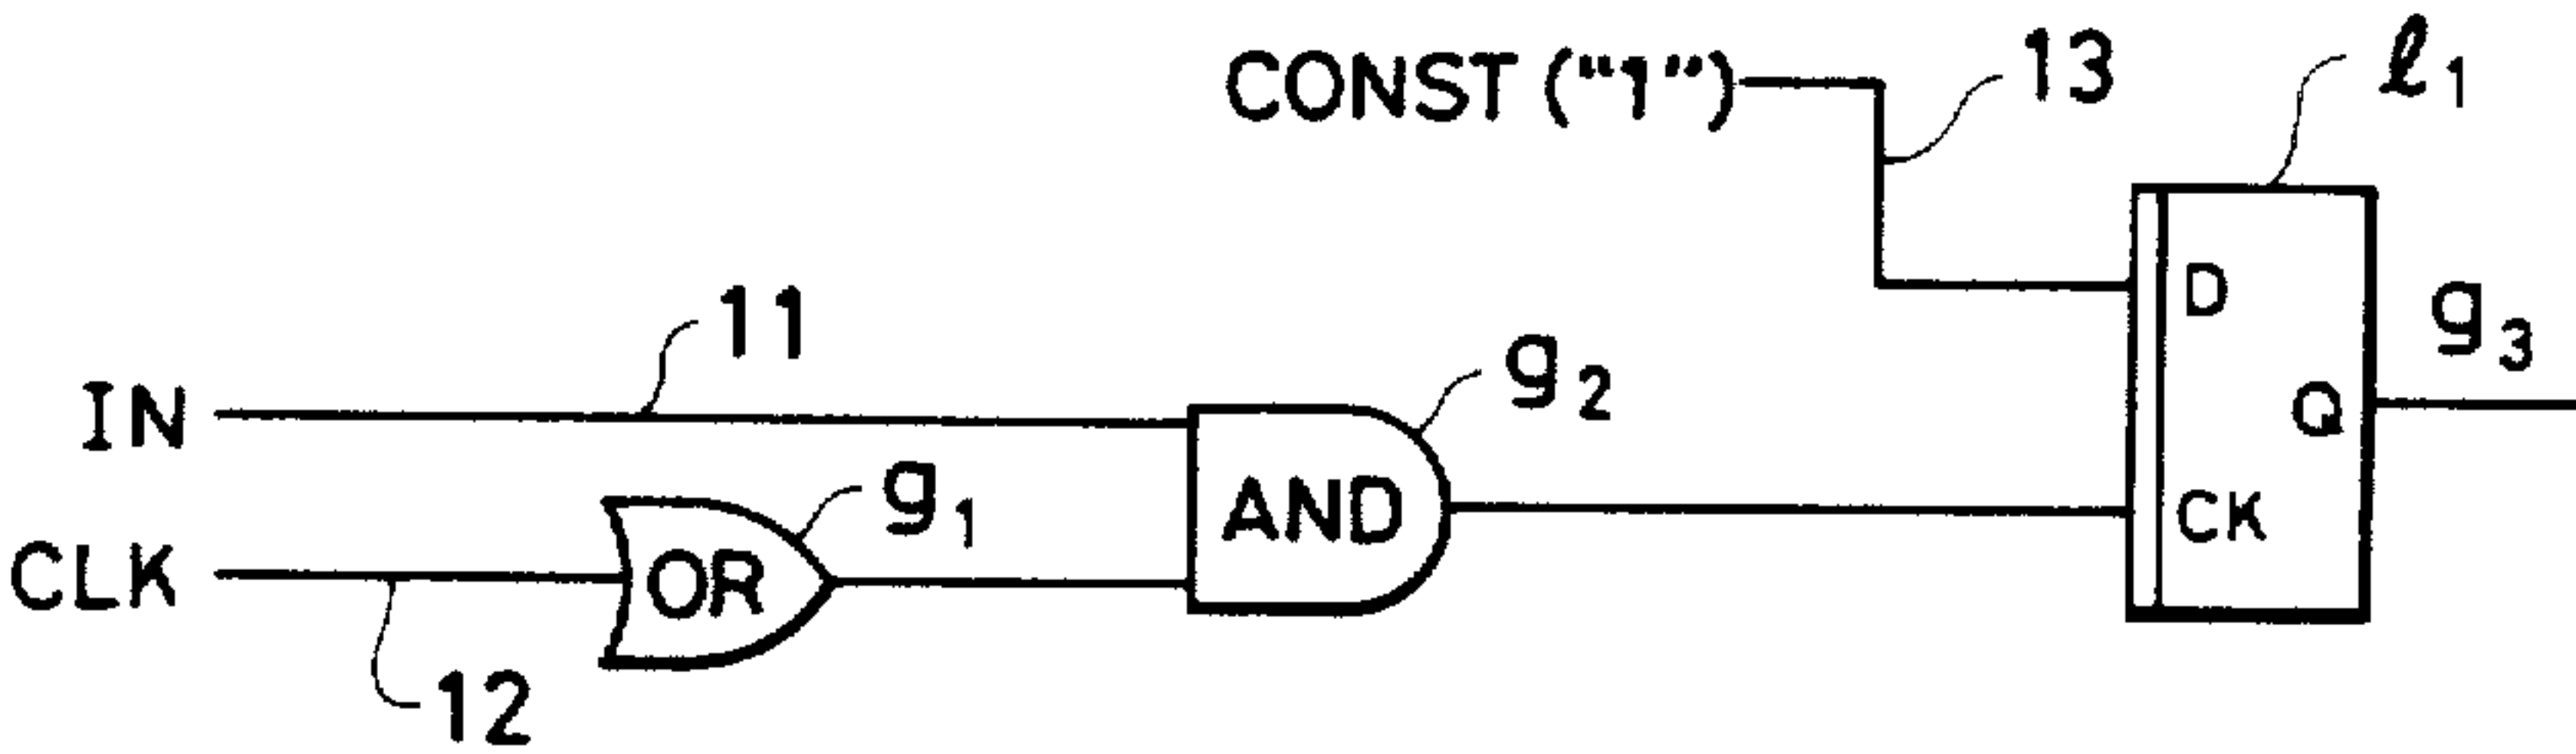 CONST ("1")
13
ℓ1
11
D
g3
g2
IN
Q
g1
AND
CK
CLK
OR
12